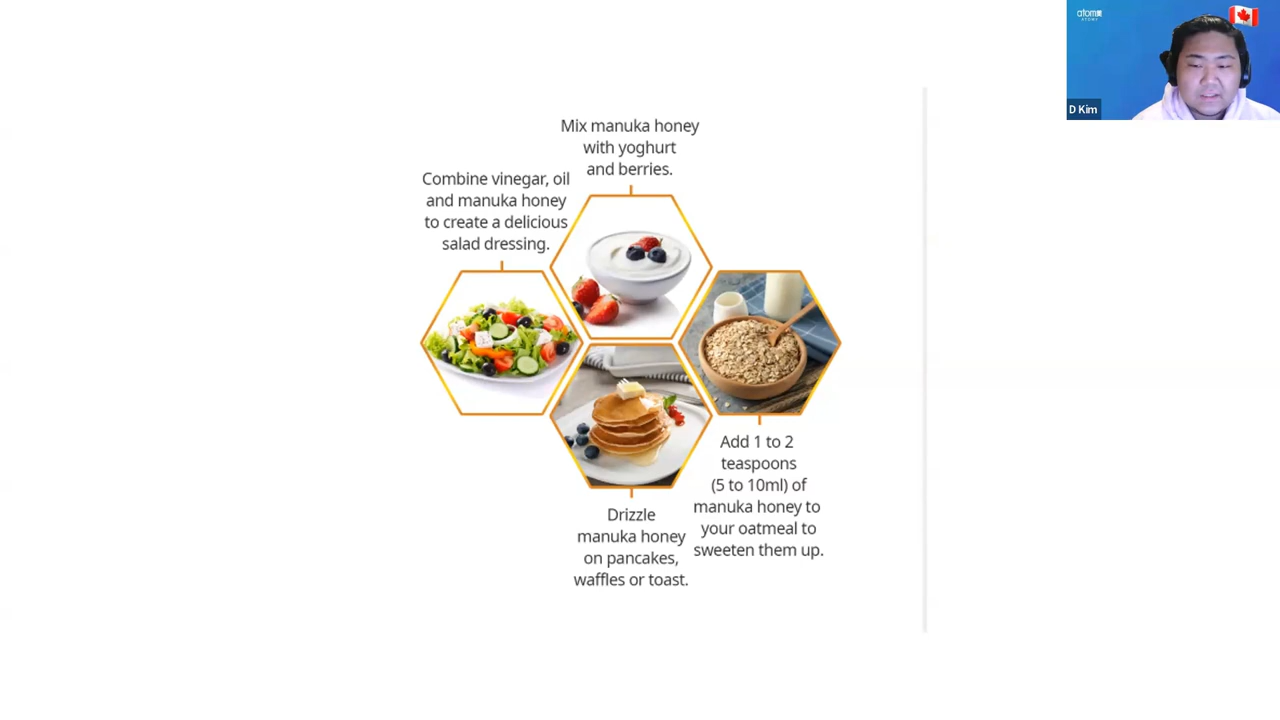 Mix manuka honey
with yoghurt
and berries.
Combine vinegar, oil
and manuka honey
to create a delicious
salad dressing.
Add 1 to 2
teaspoons
(5 to 10ml) of
manuka honey to
your oatmeal to
sweeten them up.
Drizzle
manuka honey
on pancakes,
waffles or toast.
D Kim